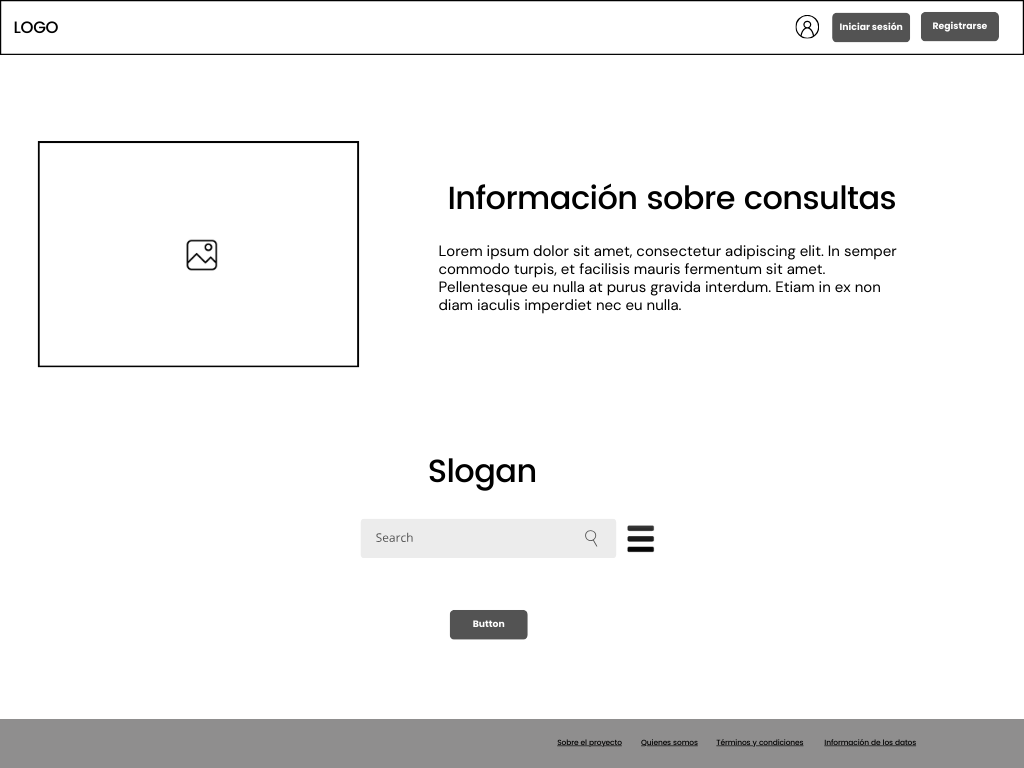 LOGO
Iniciar sesión
Registrarse
Información sobre consultas
Lorem ipsum dolor sit amet, consectetur adipiscing elit. In semper
commodo turpis, et facilisis mauris fermentum sit amet.
Pellentesque eu nulla at purus gravida interdum. Etiam in ex non
diam iaculis imperdiet nec eu nulla.
Slogan
Search
Button
Sobre el proyecto
Quienes somos
Términos y condiciones
Información de los datos